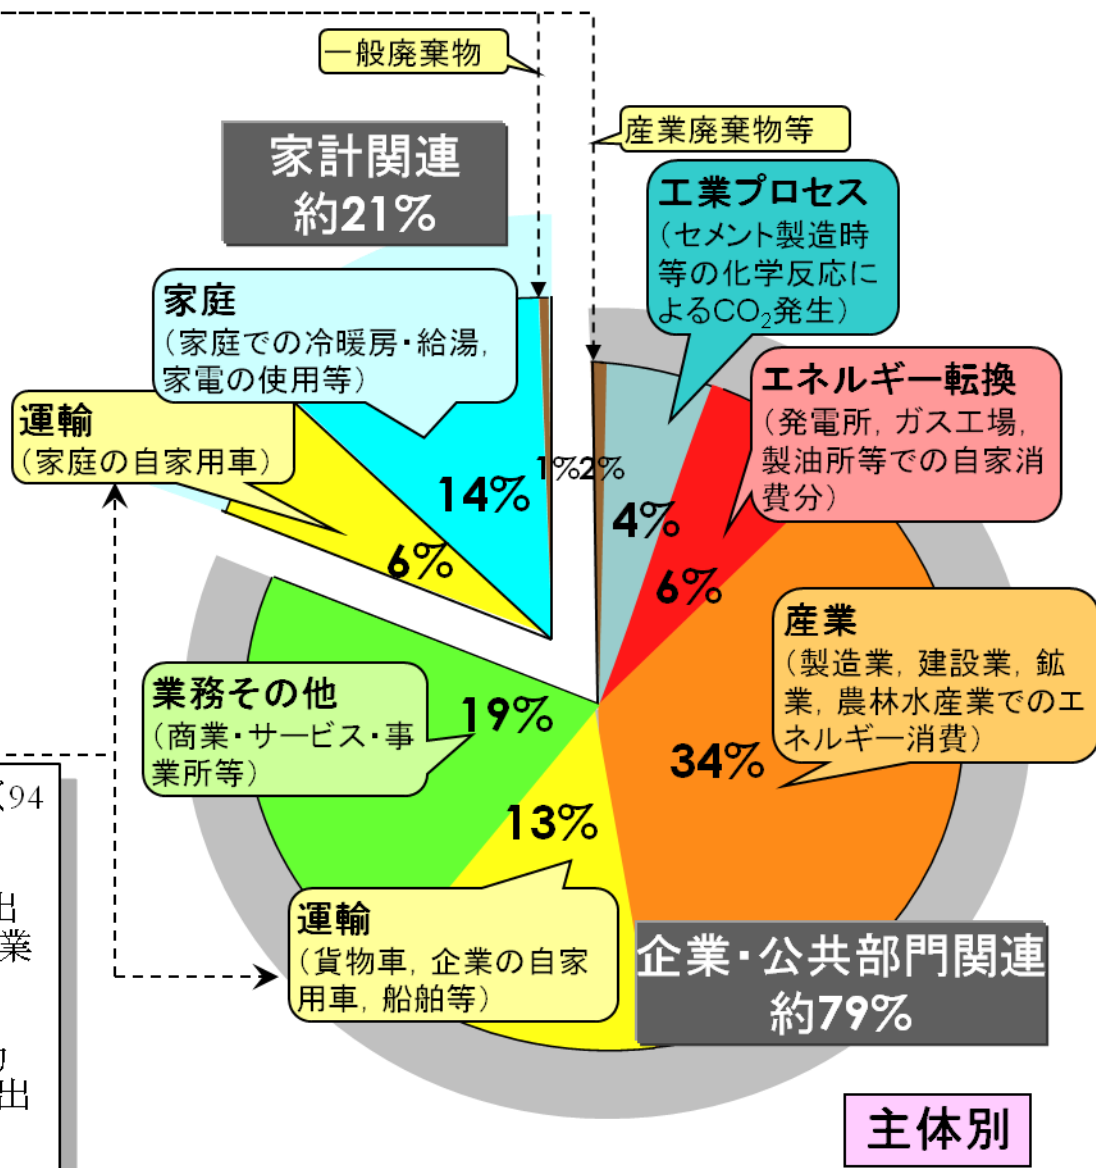 一般廃棄物
産業廃棄物等
家計関連
約21%
工業プロセス
(セメント製造時
等の化学反応に
よるCO₂発生)
家庭
(家庭での冷暖房・給湯,
家電の使用等)
エネルギー転換
(発電所, ガス工場,
製油所等での自家消
費分)
運輸
(家庭の自家用車)
1%
2%
14%
4%
6%
6%
産業
(製造業, 建設業, 鉱
業, 農林水産業でのエ
ネルギー消費)
業務その他
(商業・サービス・事
業所等)
19%
34%
13%
94
出
業
運輸
(貨物車, 企業の自家
用車, 船舶等)
企業・公共部門関連
約79%
出
主体別